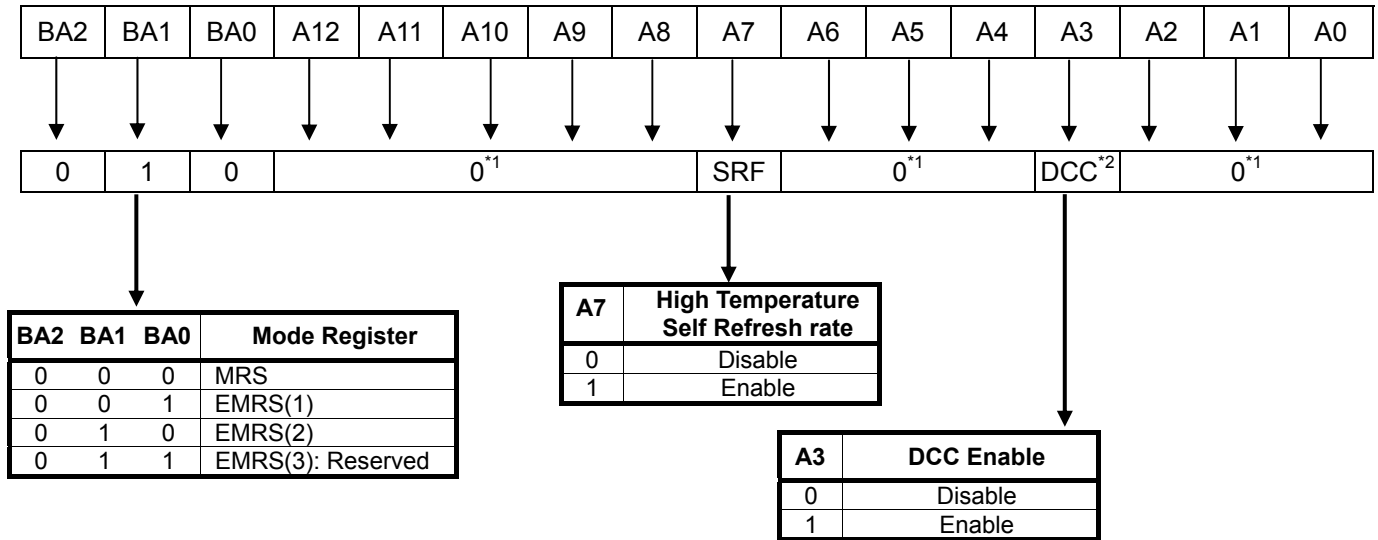 BA2 BA1 BA0 A12 A11 A10 A9 A8 A7 A6 A5 A4 A3 A2 A1 A0
0 1 0 0*1 SRF 0*1 DCC*2 0*1
BA2 BA1 BA0 Mode Register
0 0 0 MRS
0 0 1 EMRS(1)
0 1 0 EMRS(2)
0 1 1 EMRS(3): Reserved
A7 High Temperature
Self Refresh rate
0 Disable
1 Enable
A3 DCC Enable
0 Disable
1 Enable